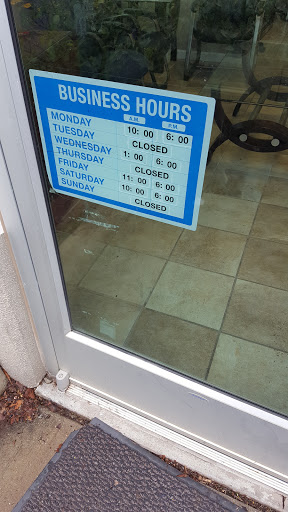 BUSINESS HOURS
A.M. P.M.
MONDAY 10: 00 6: 00
TUESDAY CLOSED
WEDNESDAY 1: 00 6: 00
THURSDAY CLOSED
FRIDAY 11: 00 6: 00
SATURDAY 10: 00 6: 00
SUNDAY CLOSED